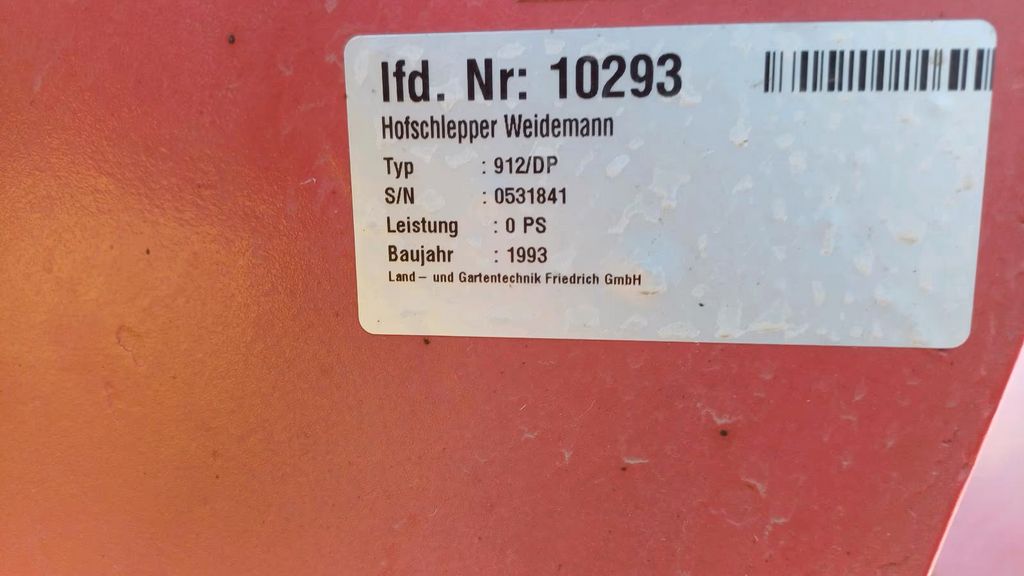 lfd. Nr: 10293
Hofschlepper Weidemann
Typ : 912/DP
S/N : 0531841
Leistung : 0 PS
Baujahr : 1993
Land – und Gartentechnik Friedrich GmbH